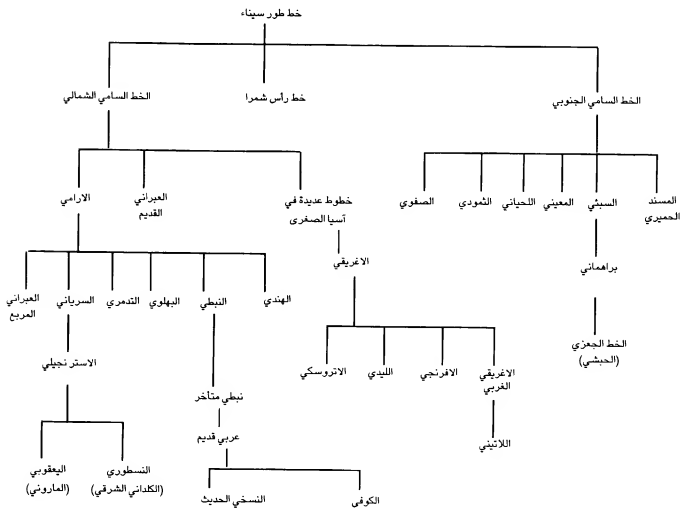 خط طور سيناء
الخط السامي الجنوبي
خط رأس شمرا
الخط السامي الشمالي
المسند
الحميري
السبئي
المعيني
اللحياني
الثمودي
الصفوي
خطوط عديدة في
آسيا الصغرى
العبراني
القديم
الارامي
براهماني
الاغريقي
الهندي
النبطي
البهلوي
التدمري
السرياني
العبراني
المربع
الخط الجعزي
(الحبشي)
الاغريقي
الغربي
الافرنجي
الليدي
الاتروسكي
الاسترنجيلي
نبطي متأخر
اللاتيني
عربي قديم
النسطوري
(الكلداني الشرقي)
اليعقوبي
(الماروني)
الكوفى
النسخي الحديث